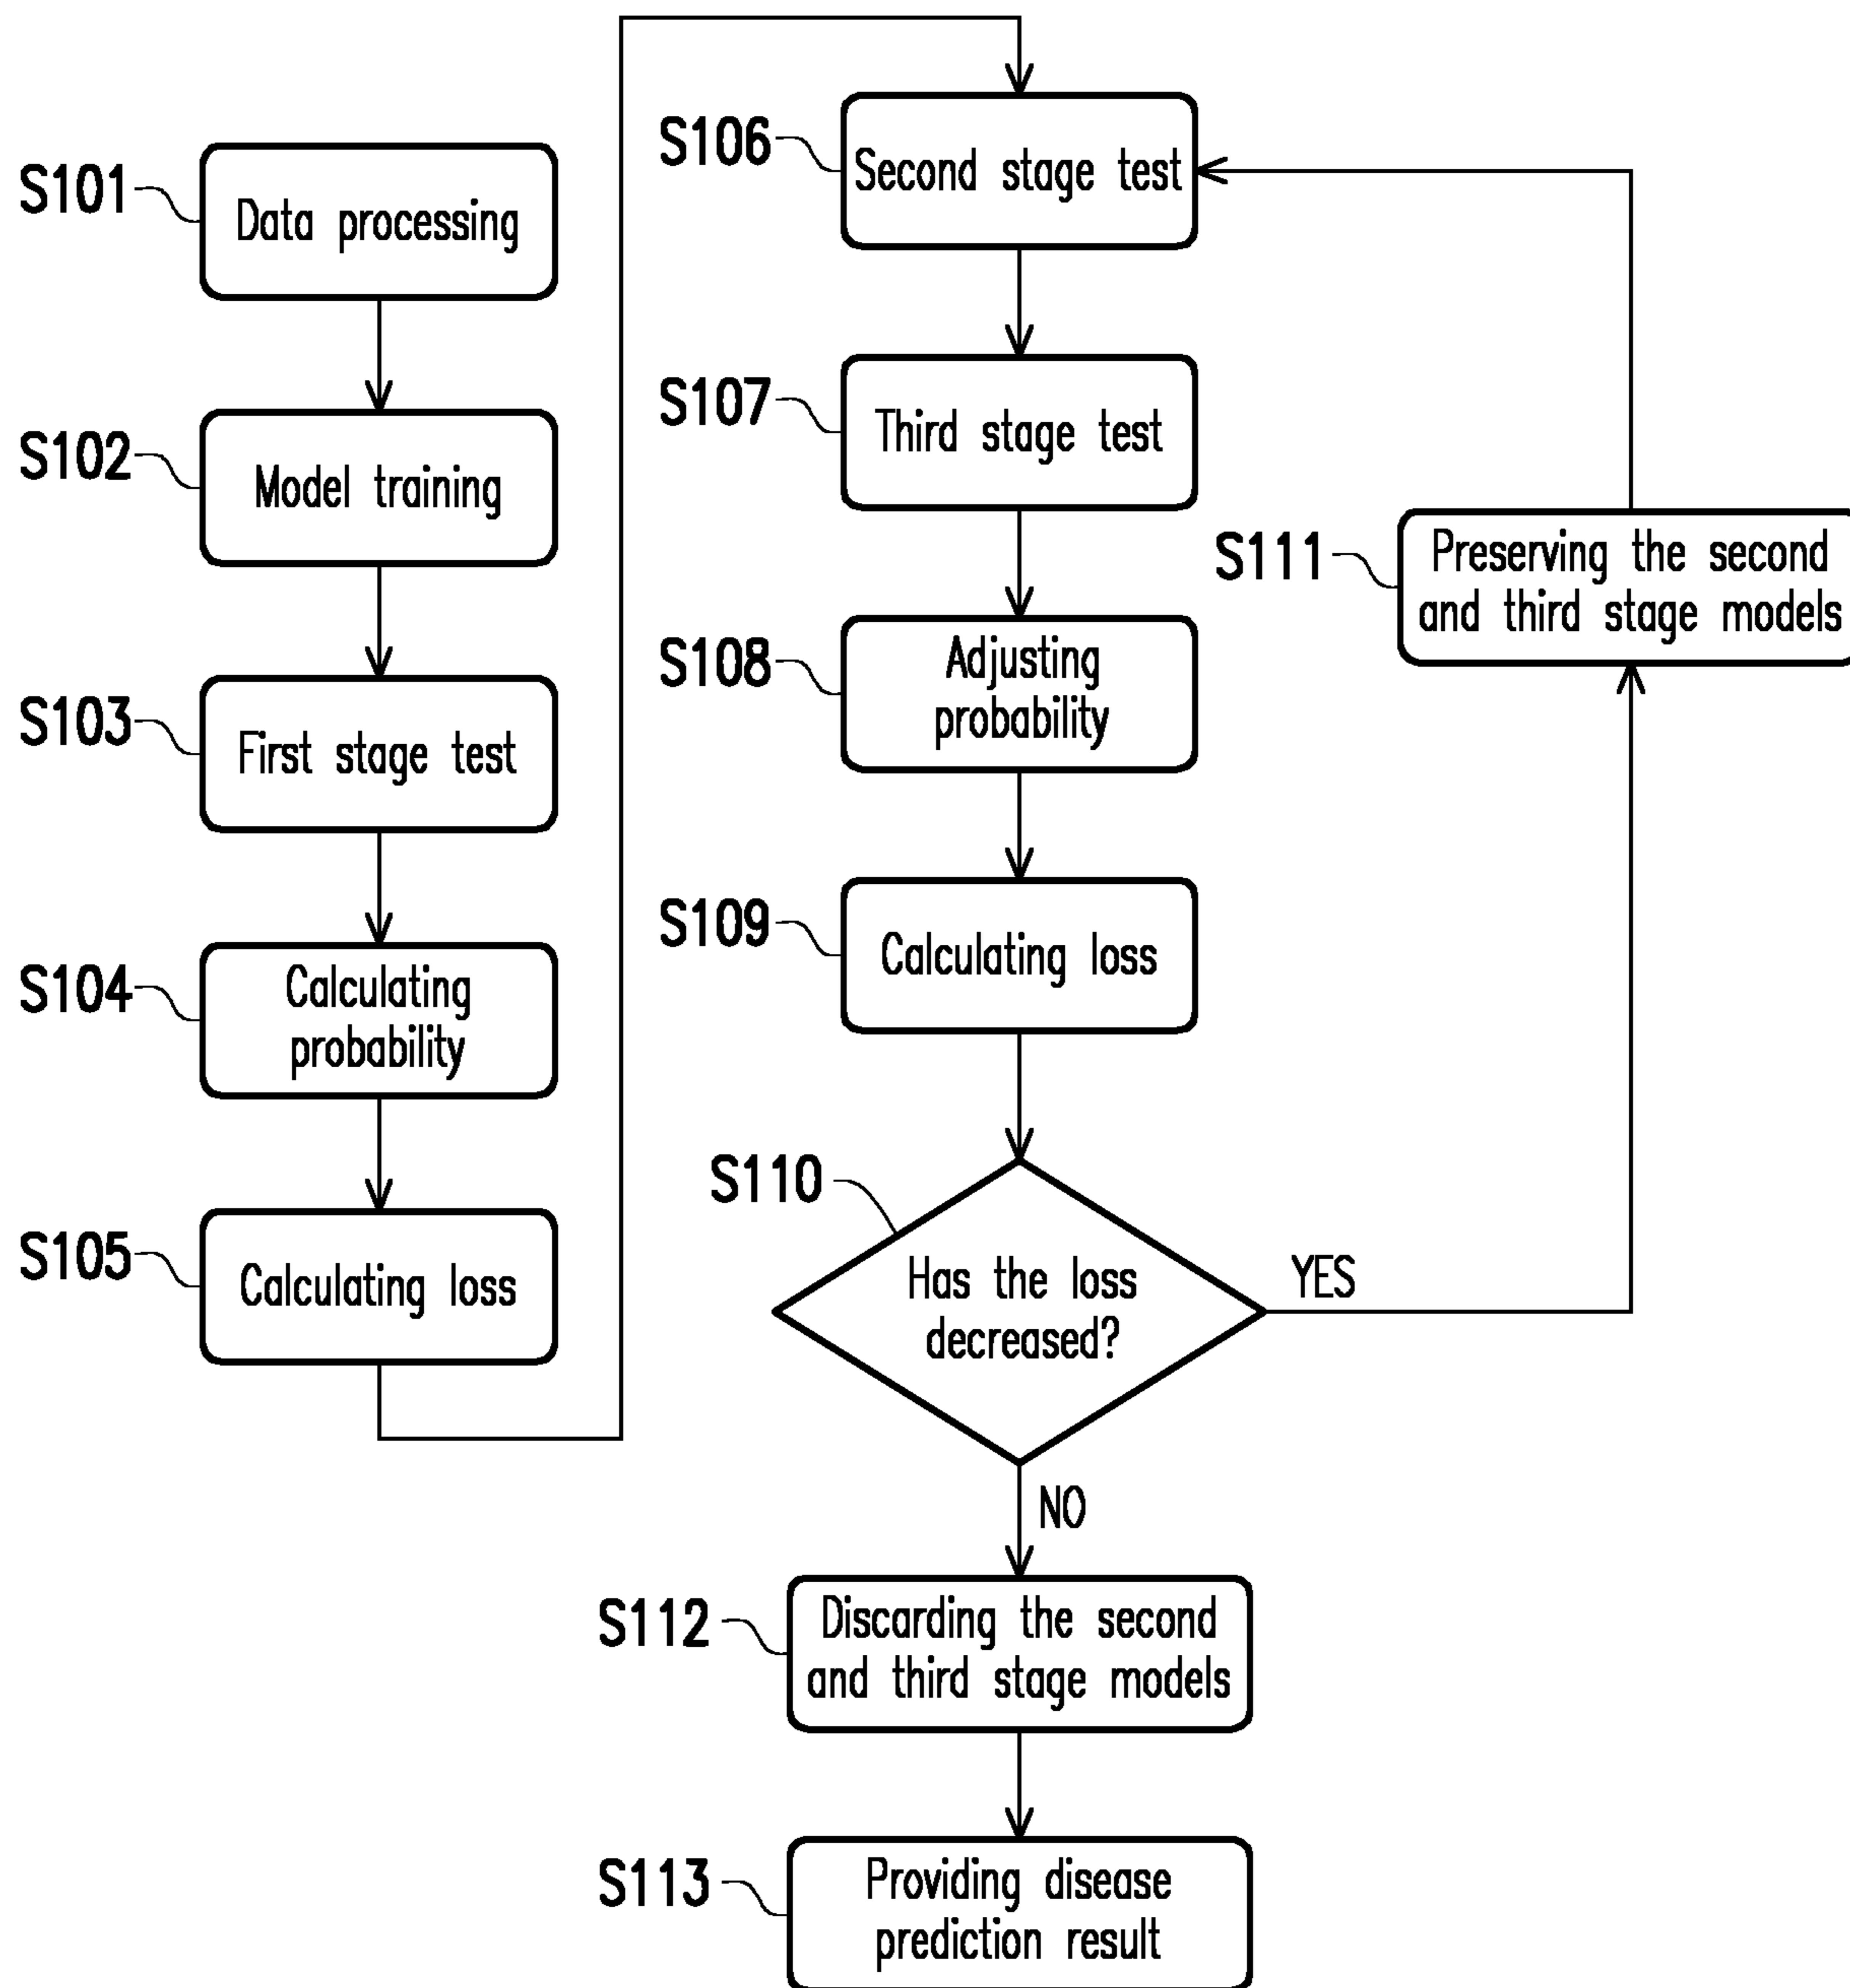 S101
Data processing
S102
Model training
S103
First stage test
S104
Calculating
probability
S105
Calculating loss
S106
Second stage test
S107
Third stage test
S108
Adjusting
probability
S109
Calculating loss
S110
Has the loss
decreased?
YES
S111
Preserving the second
and third stage models
NO
S112
Discarding the second
and third stage models
S113
Providing disease
prediction result